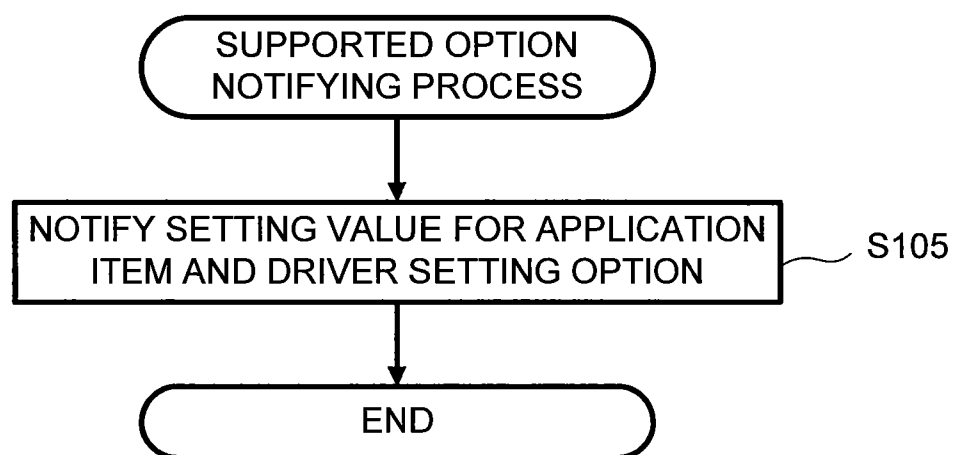 SUPPORTED OPTION
NOTIFYING PROCESS
NOTIFY SETTING VALUE FOR APPLICATION
ITEM AND DRIVER SETTING OPTION
S105
END